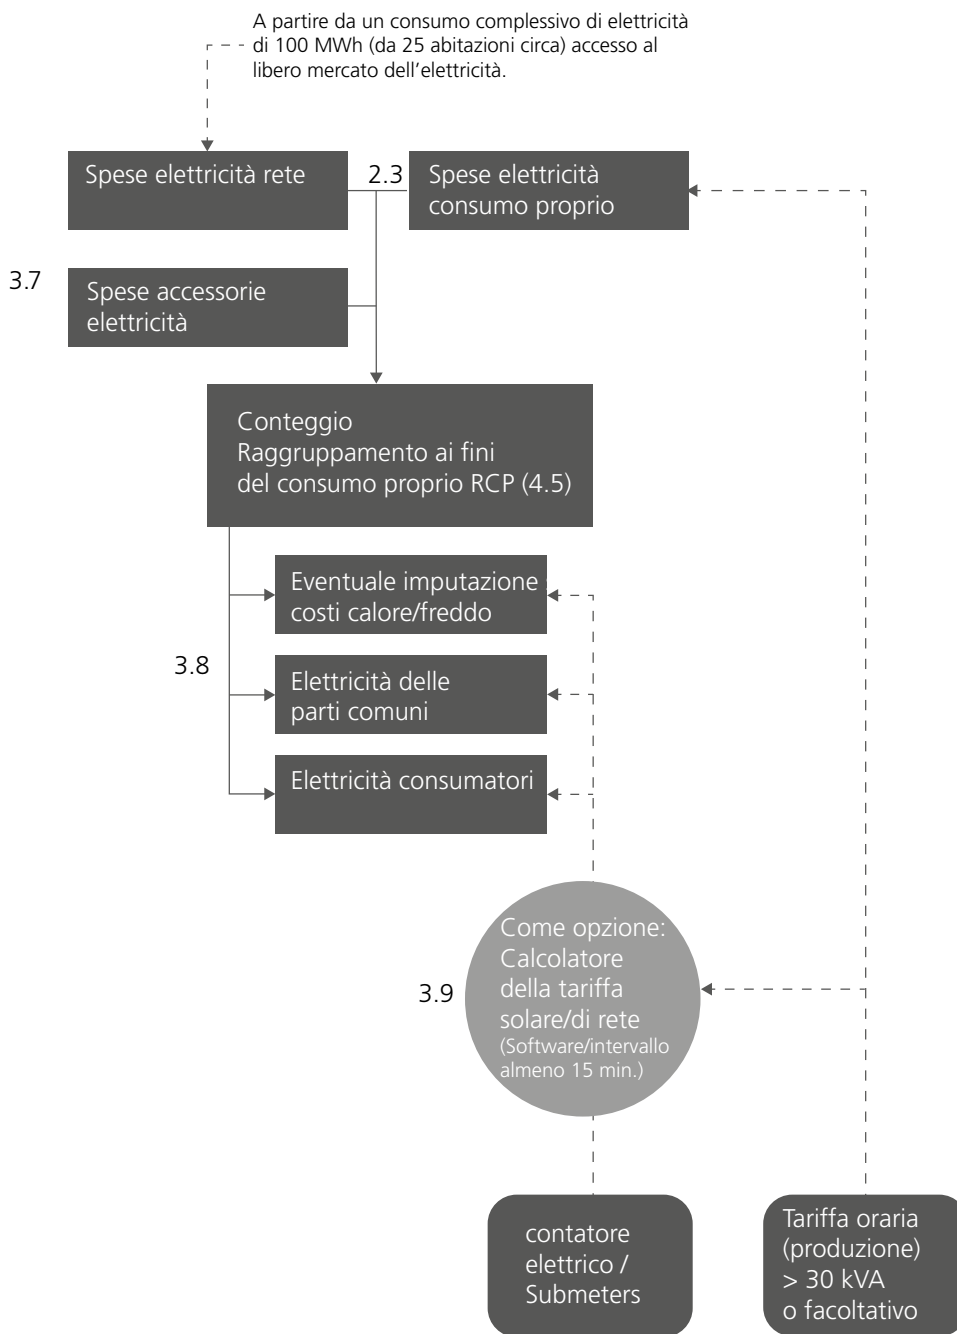 A partire da un consumo complessivo di elettricità
di 100 MWh (da 25 abitazioni circa) accesso al
libero mercato dell’elettricità.
Spese elettricità rete
2.3
Spese elettricità
consumo proprio
3.7
Spese accessorie
elettricità
Conteggio
Raggruppamento ai fini
del consumo proprio RCP (4.5)
Eventuale imputazione
costi calore/freddo
3.8
Elettricità delle
parti comuni
Elettricità consumatori
Come opzione:
Calcolatore
della tariffa
solare/di rete
(Software/intervallo
almeno 15 min.)
3.9
contatore
elettrico /
Submeters
Tariffa oraria
(produzione)
> 30 kVA
o facoltativo